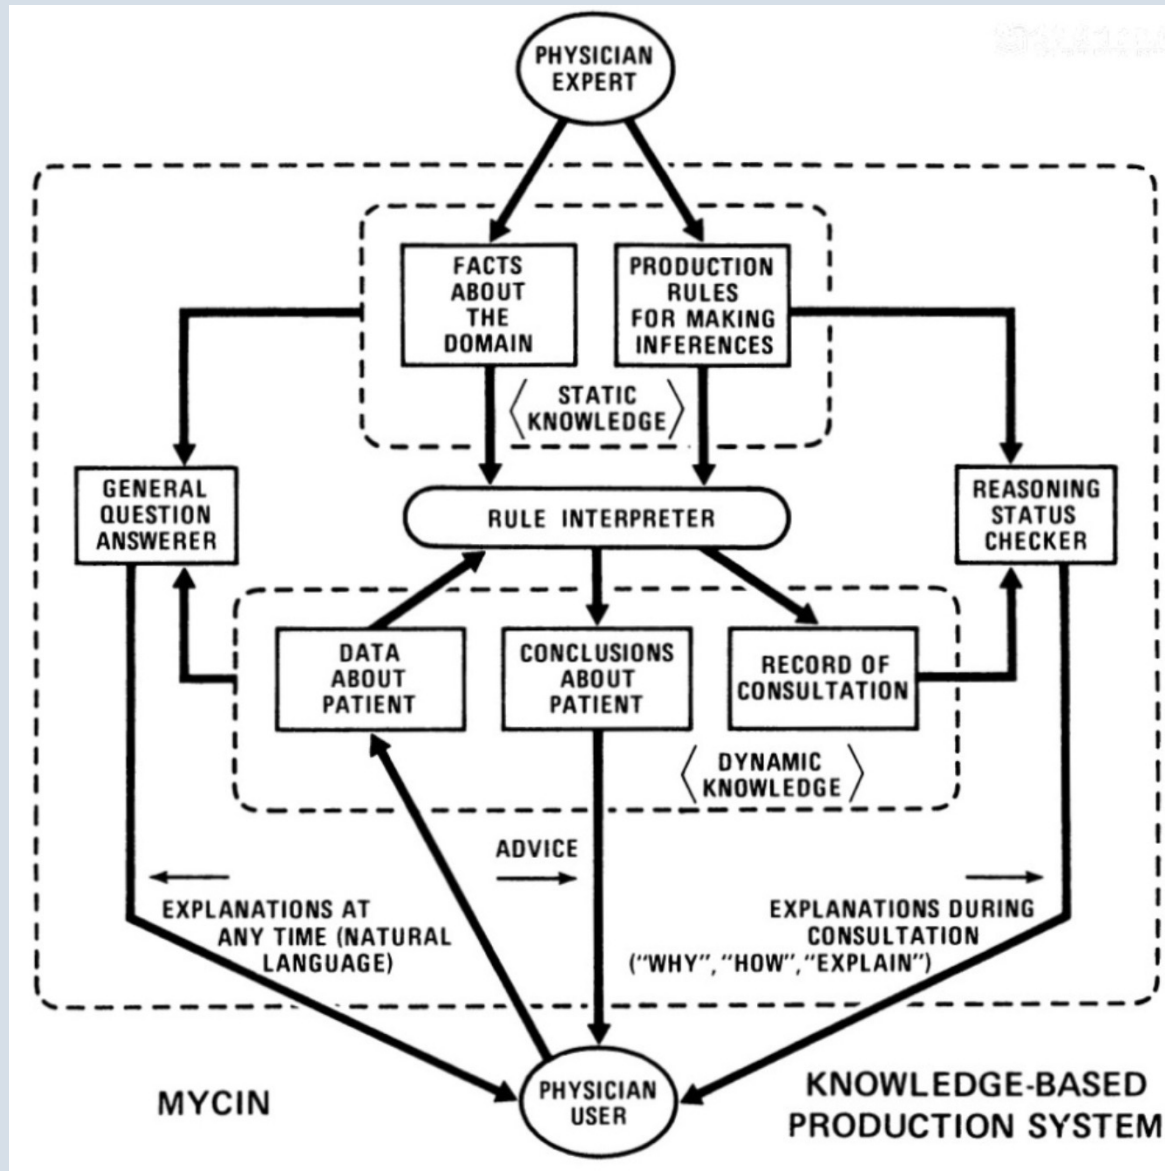 PHYSICIAN
EXPERT
FACTS
ABOUT
THE
DOMAIN
PRODUCTION
RULES
FOR MAKING
INFERENCES
STATIC
KNOWLEDGE
GENERAL
QUESTION
ANSWERER
RULE INTERPRETER
REASONING
STATUS
CHECKER
DATA
ABOUT
PATIENT
CONCLUSIONS
ABOUT
PATIENT
RECORD OF
CONSULTATION
DYNAMIC
KNOWLEDGE
ADVICE
EXPLANATIONS AT
ANY TIME (NATURAL
LANGUAGE)
EXPLANATIONS DURING
CONSULTATION
("WHY", "HOW", "EXPLAIN")
PHYSICIAN
USER
MYCIN
KNOWLEDGE-BASED
PRODUCTION SYSTEM